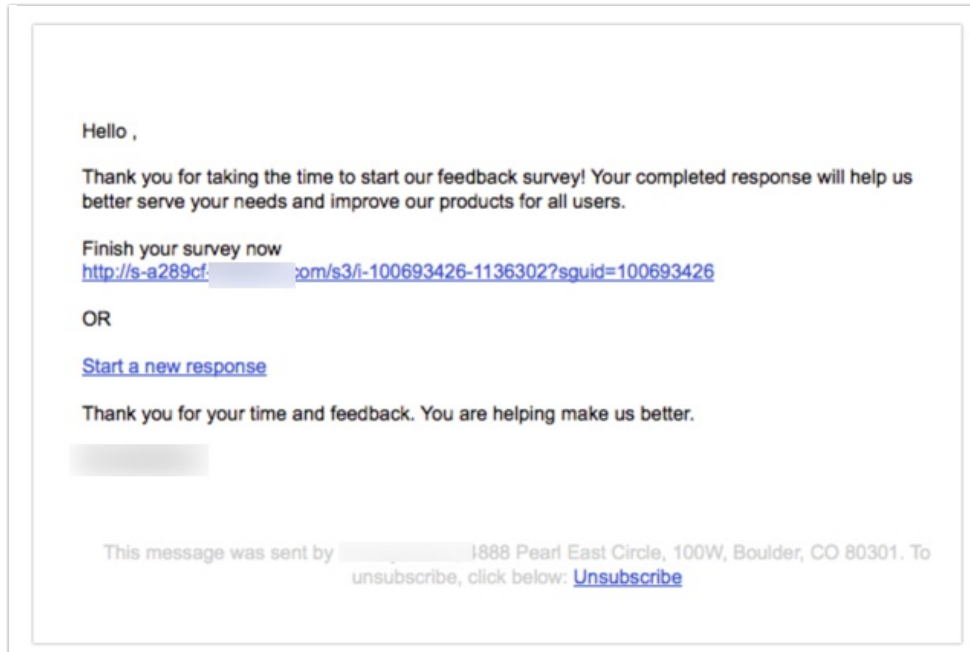 Hello ,
Thank you for taking the time to start our feedback survey! Your completed response will help us
better serve your needs and improve our products for all users.
Finish your survey now
http://s-a289cf- com/s3/i-100693426-1136302?sguid=100693426
OR
Start a new response
Thank you for your time and feedback. You are helping make us better.
This message was sent by 4888 Pearl East Circle, 100W, Boulder, CO 80301. To
unsubscribe, click below: Unsubscribe